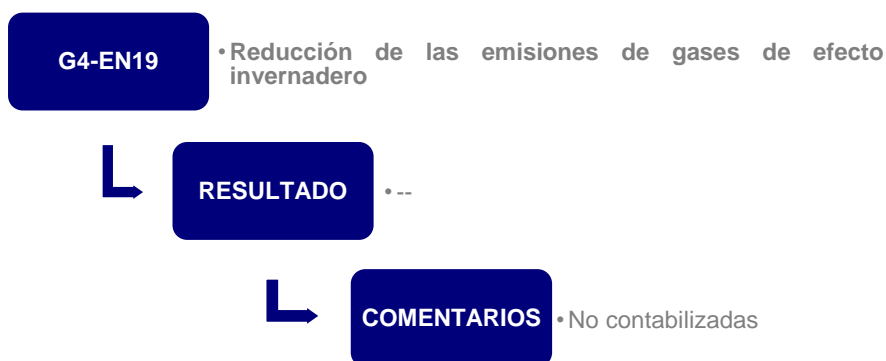 G4-EN19
•Reducción de las emisiones de gases de efecto
invernadero
RESULTADO
• --
COMENTARIOS
•No contabilizadas